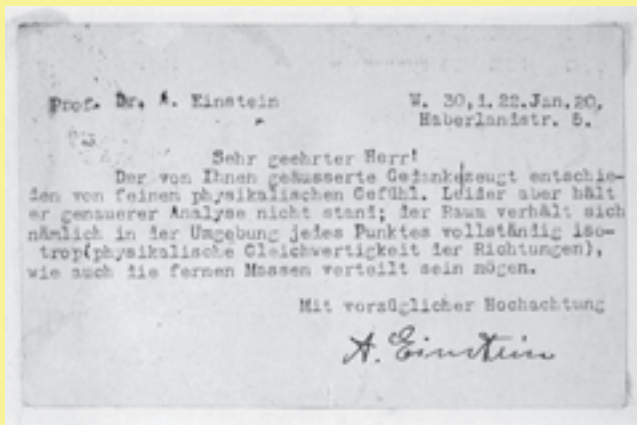 Prof. Dr. A. Einstein
W. 30, d. 22.Jan.20,
Haberlandstr. 5.
Sehr geehrter Herr!
Der von Ihnen geäusserte Gedanke zeugt entschie-
den von feinem physikalischen Gefühl. Leider aber hält
er genauerer Analyse nicht stand; der Raum verhält sich
nämlich in der Umgebung jedes Punktes vollständig iso-
trop(physikalische Gleichwertigkeit der Richtungen),
wie auch die fernen Massen verteilt sein mögen.
Mit vorzüglicher Hochachtung
A. Einstein